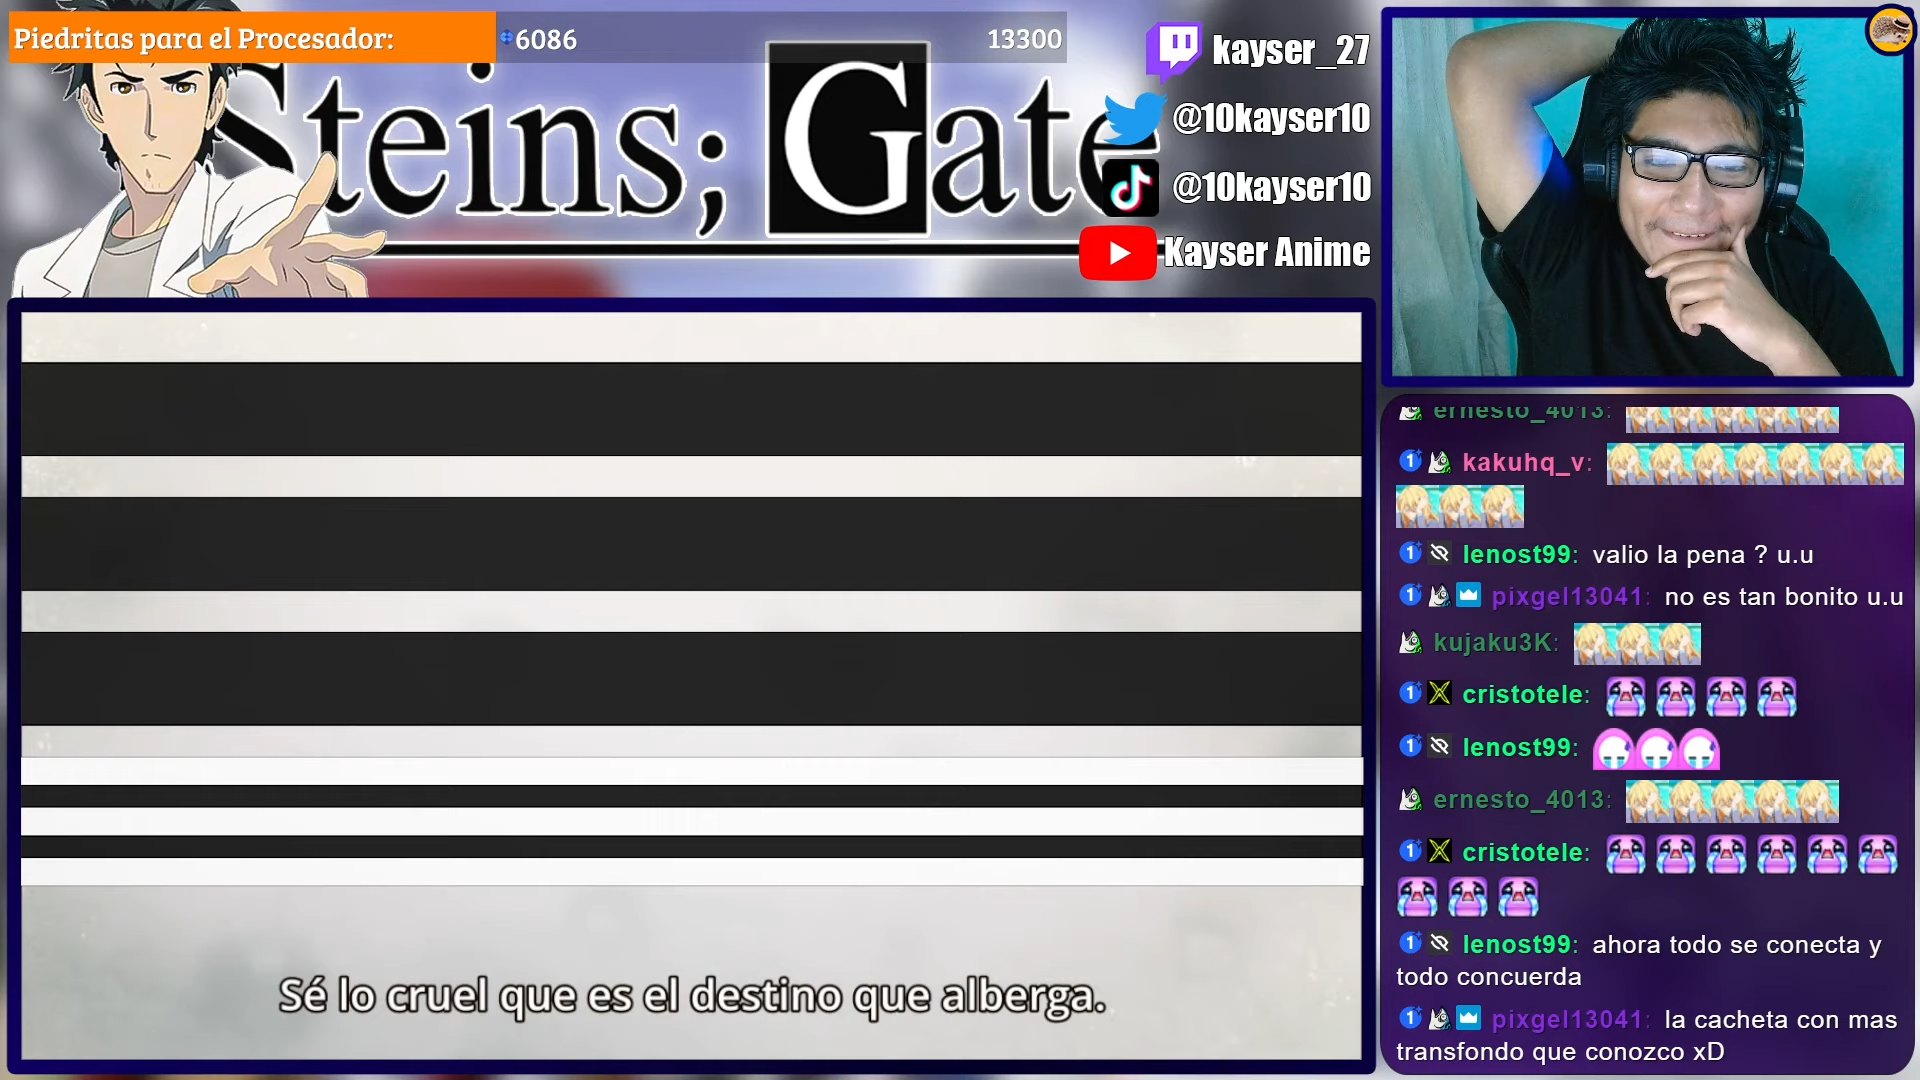 Piedritas para el Procesador:
6086
13300
Steins; Gate
kayser_27
@10kayser10
@10kayser10
Kayser Anime
Sé lo cruel que es el destino que alberga.
ernesto_4013:
kakuhq_v:
lenost99: valio la pena ? u.u
pixgel13041: no es tan bonito u.u
kujaku3K:
cristotele:
lenost99:
ernesto_4013:
cristotele:
lenost99: ahora todo se conecta y
todo concuerda
pixgel13041: la cacheta con mas
transfondo que conozco xD